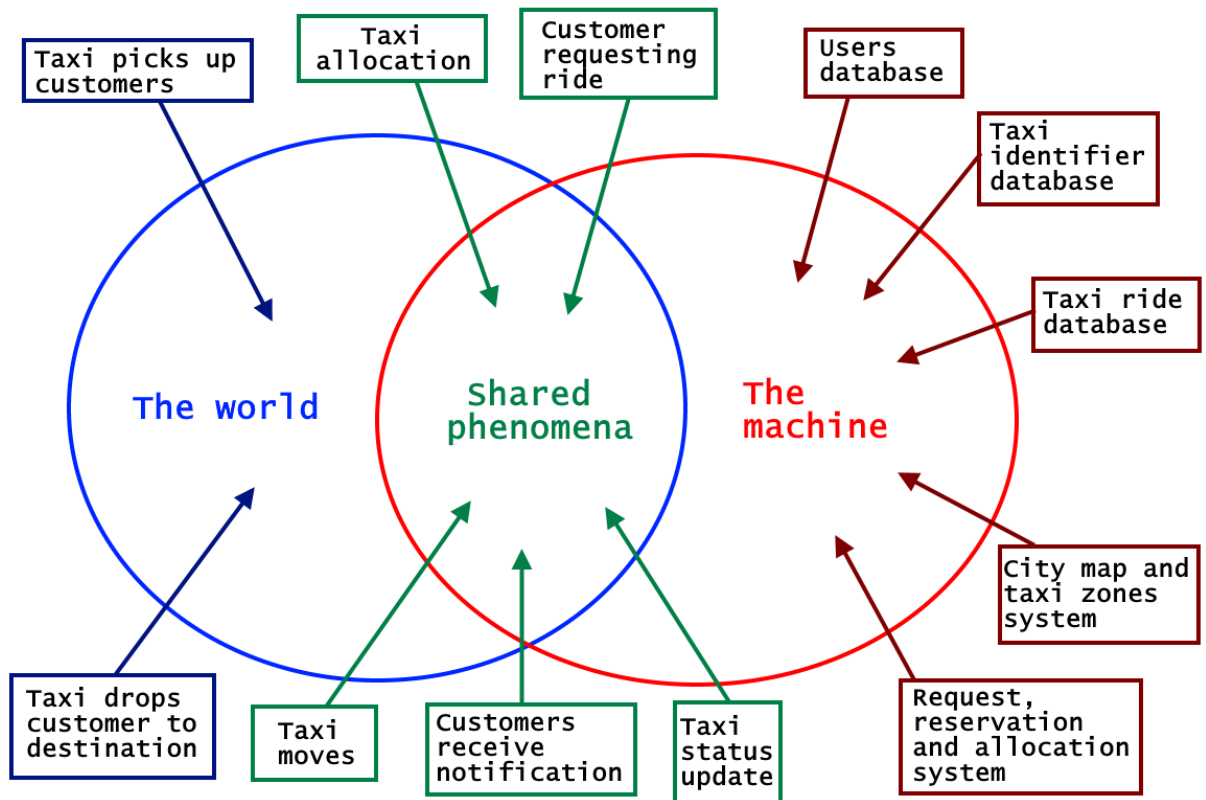 Taxi picks up
customers
Taxi
allocation
Customer
requesting
ride
Users
database
Taxi
identifier
database
Taxi ride
database
The world
Shared
phenomena
The
machine
City map and
taxi zones
system
Taxi drops
customer to
destination
Taxi
moves
Customers
receive
notification
Taxi
status
update
Request,
reservation
and allocation
system